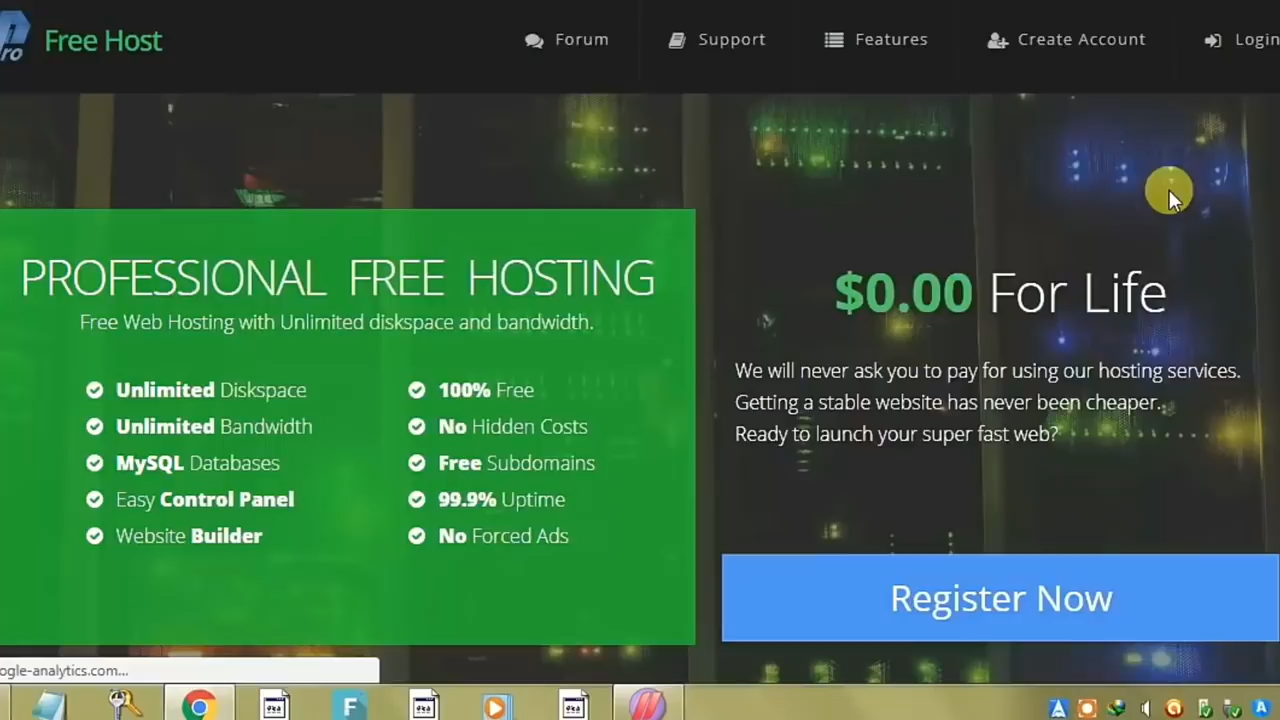 ro
Free Host
Forum
Support
Features
Create Account
Login
PROFESSIONAL FREE HOSTING
Free Web Hosting with Unlimited diskspace and bandwidth.
Unlimited Diskspace
Unlimited Bandwidth
MySQL Databases
Easy Control Panel
Website Builder
100% Free
No Hidden Costs
Free Subdomains
99.9% Uptime
No Forced Ads
$0.00 For Life
We will never ask you to pay for using our hosting services.
Getting a stable website has never been cheaper.
Ready to launch your super fast web?
Register Now
ogle-analytics.com...
F